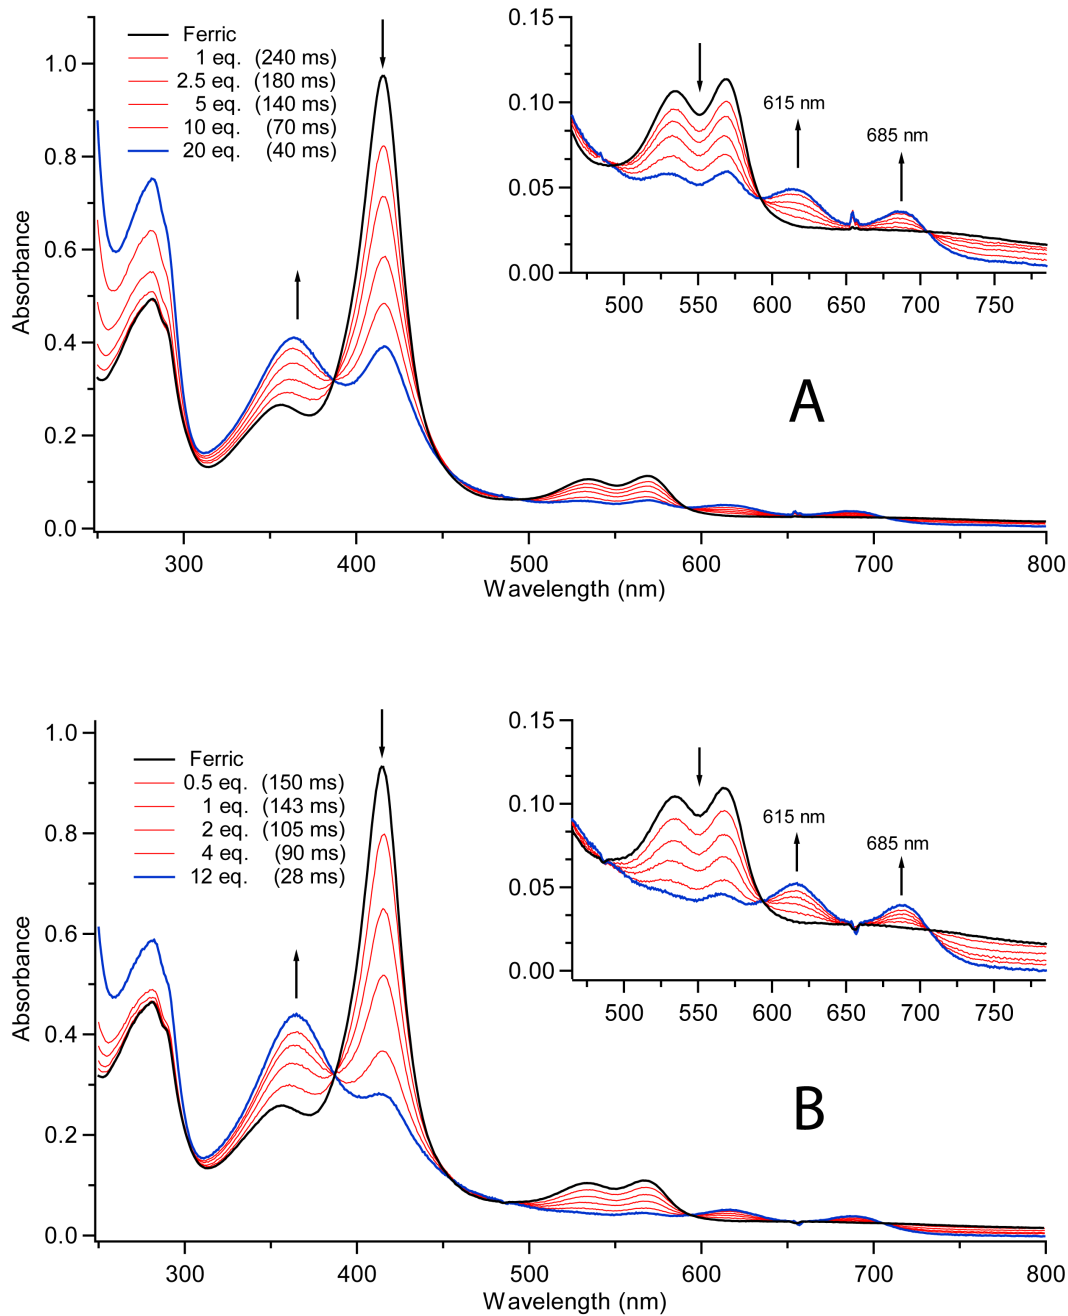 Ferric
1 eq. (240 ms)
2.5 eq. (180 ms)
5 eq. (140 ms)
10 eq. (70 ms)
20 eq. (40 ms)
1.0
0.8
0.6
0.4
0.2
0.0
Absorbance
300 400 500 600 700 800
Wavelength (nm)
0.15
0.10
0.05
0.00
615 nm
685 nm
500 550 600 650 700 750
A
Ferric
0.5 eq. (150 ms)
1 eq. (143 ms)
2 eq. (105 ms)
4 eq. (90 ms)
12 eq. (28 ms)
1.0
0.8
0.6
0.4
0.2
0.0
Absorbance
300 400 500 600 700 800
Wavelength (nm)
0.15
0.10
0.05
0.00
615 nm
685 nm
500 550 600 650 700 750
B